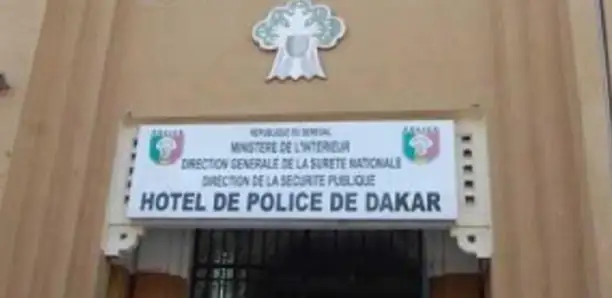 REPUBLIQUE DU SENEGAL
MINISTERE DE L'INTERIEUR
DIRECTION GENERALE DE LA SURETE NATIONALE
DIRECTION DE LA SECURITE PUBLIQUE
HOTEL DE POLICE DE DAKAR